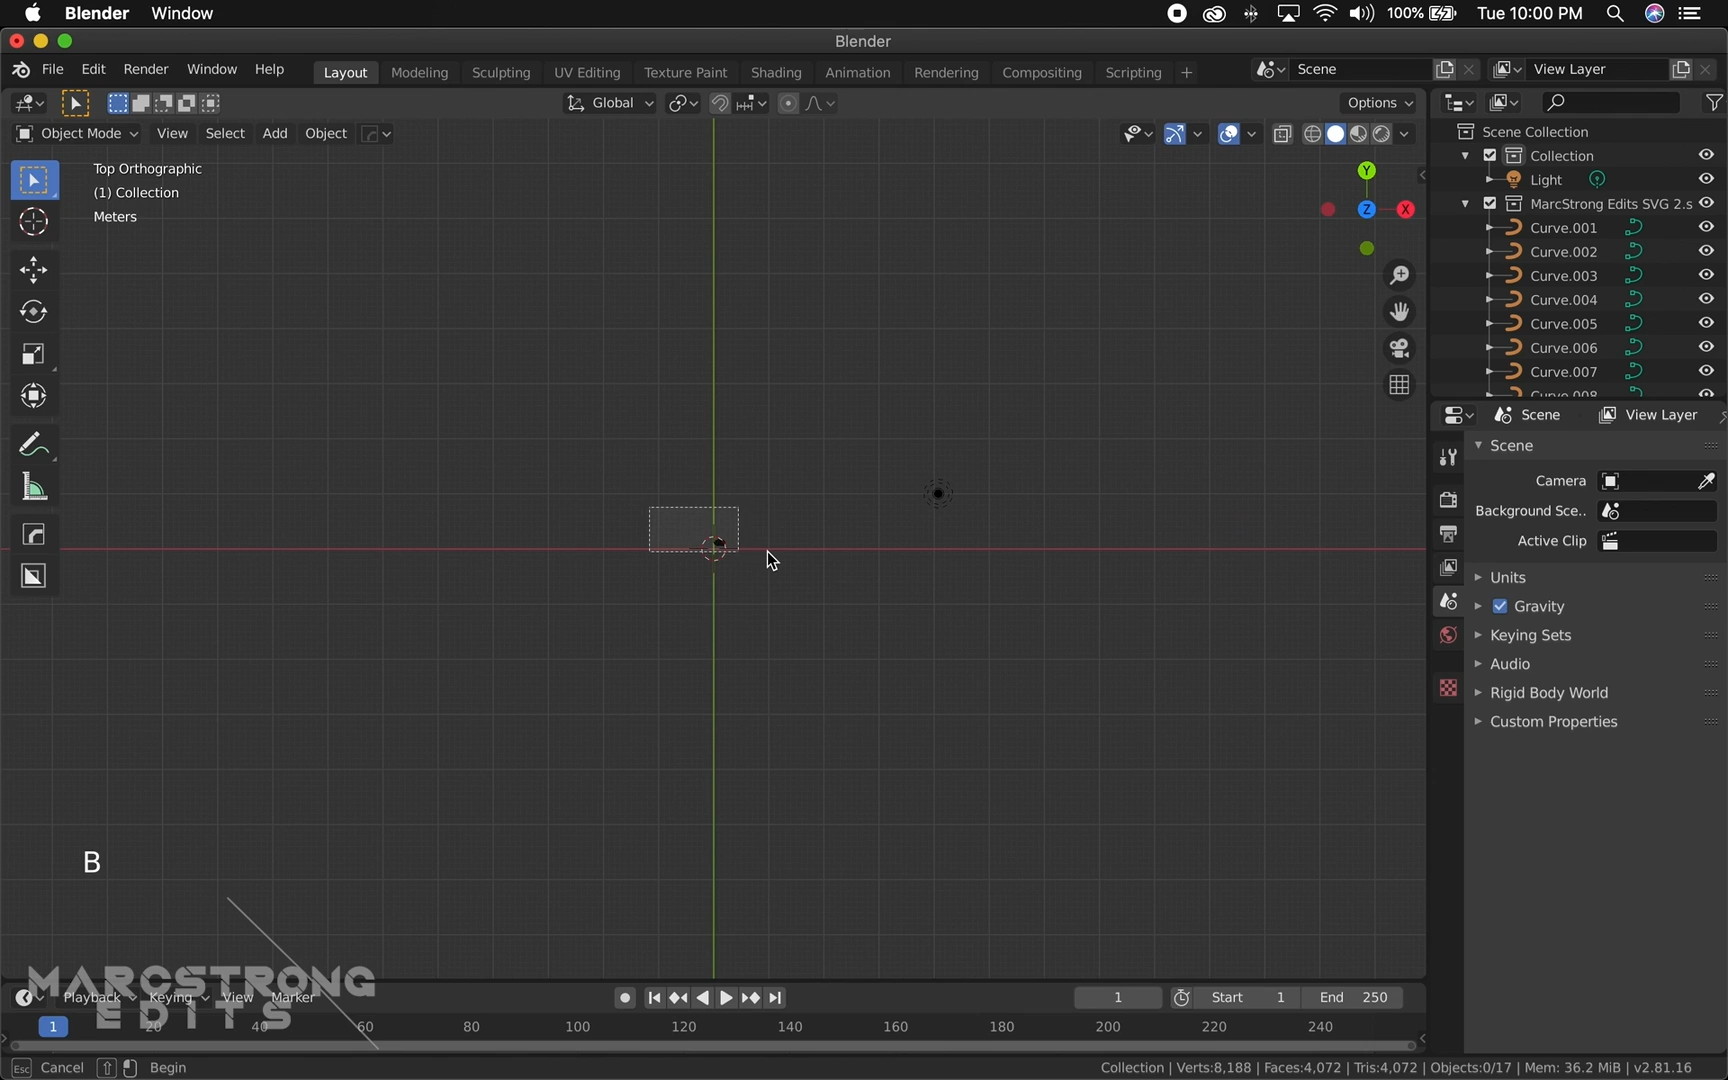 Blender Window 100% Tue 10:00 PM
Blender
File Edit Render Window Help Layout Modeling Sculpting UV Editing Texture Paint Shading Animation Rendering Compositing Scripting + Scene View Layer
Global Options
Object Mode View Select Add Object
Top Orthographic
(1) Collection
Meters
Y
Z X
Scene Collection
Collection
Light
MarcStrong Edits SVG 2.s
Curve.001
Curve.002
Curve.003
Curve.004
Curve.005
Curve.006
Curve.007
Curve.008
Scene View Layer
Scene
Camera
Background Sce..
Active Clip
Units
Gravity
Keying Sets
Audio
Rigid Body World
Custom Properties
B
MARCSTRONG
EDITS
Playback Keying View Marker 1 Start 1 End 250
1 20 40 60 80 100 120 140 160 180 200 220 240
Esc Cancel Begin Collection | Verts:8,188 | Faces:4,072 | Tris:4,072 | Objects:0/17 | Mem: 36.2 MiB | v2.81.16